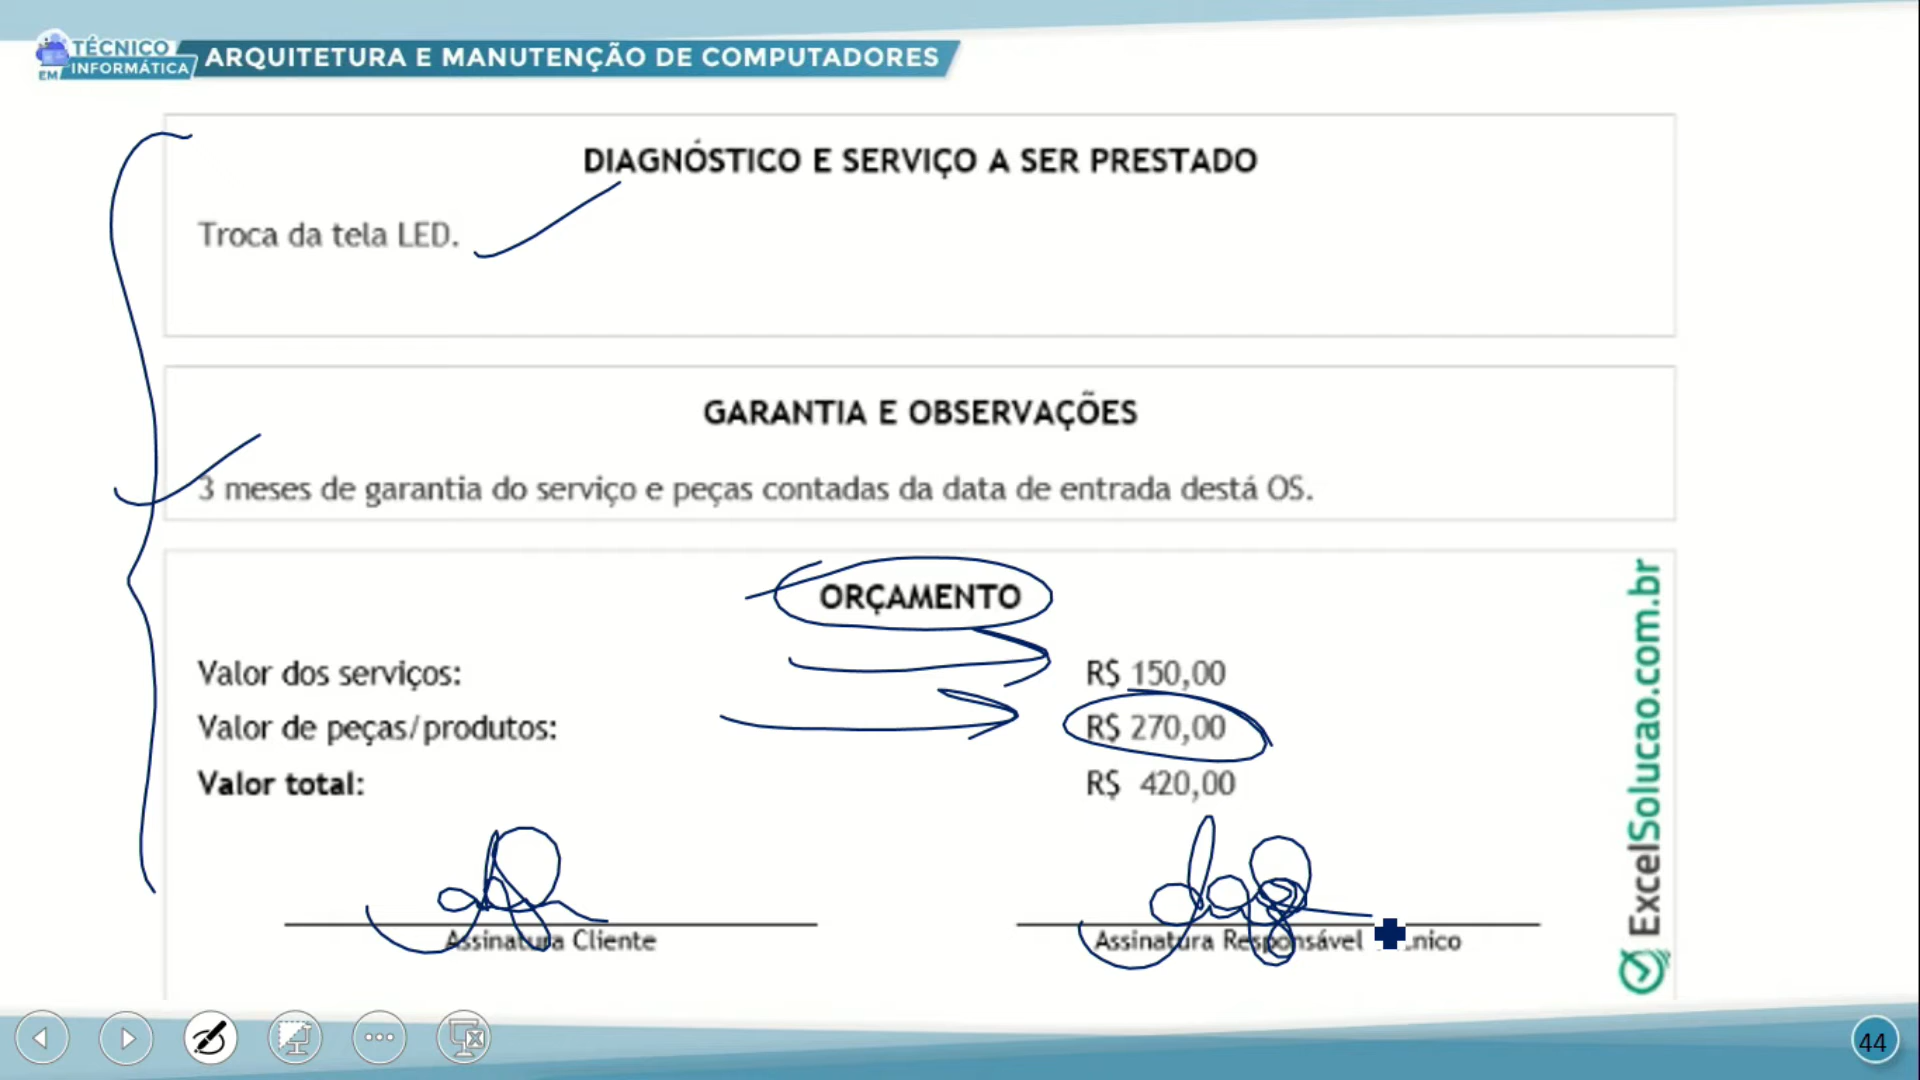 TÉCNICO
EM INFORMÁTICA
ARQUITETURA E MANUTENÇÃO DE COMPUTADORES
DIAGNÓSTICO E SERVIÇO A SER PRESTADO
Troca da tela LED.
GARANTIA E OBSERVAÇÕES
3 meses de garantia do serviço e peças contadas da data de entrada destá OS.
ORÇAMENTO
Valor dos serviços: R$ 150,00
Valor de peças/produtos: R$ 270,00
Valor total: R$ 420,00
Assinatura Cliente
Assinatura Responsável
ExcelSolucao.com.br
44